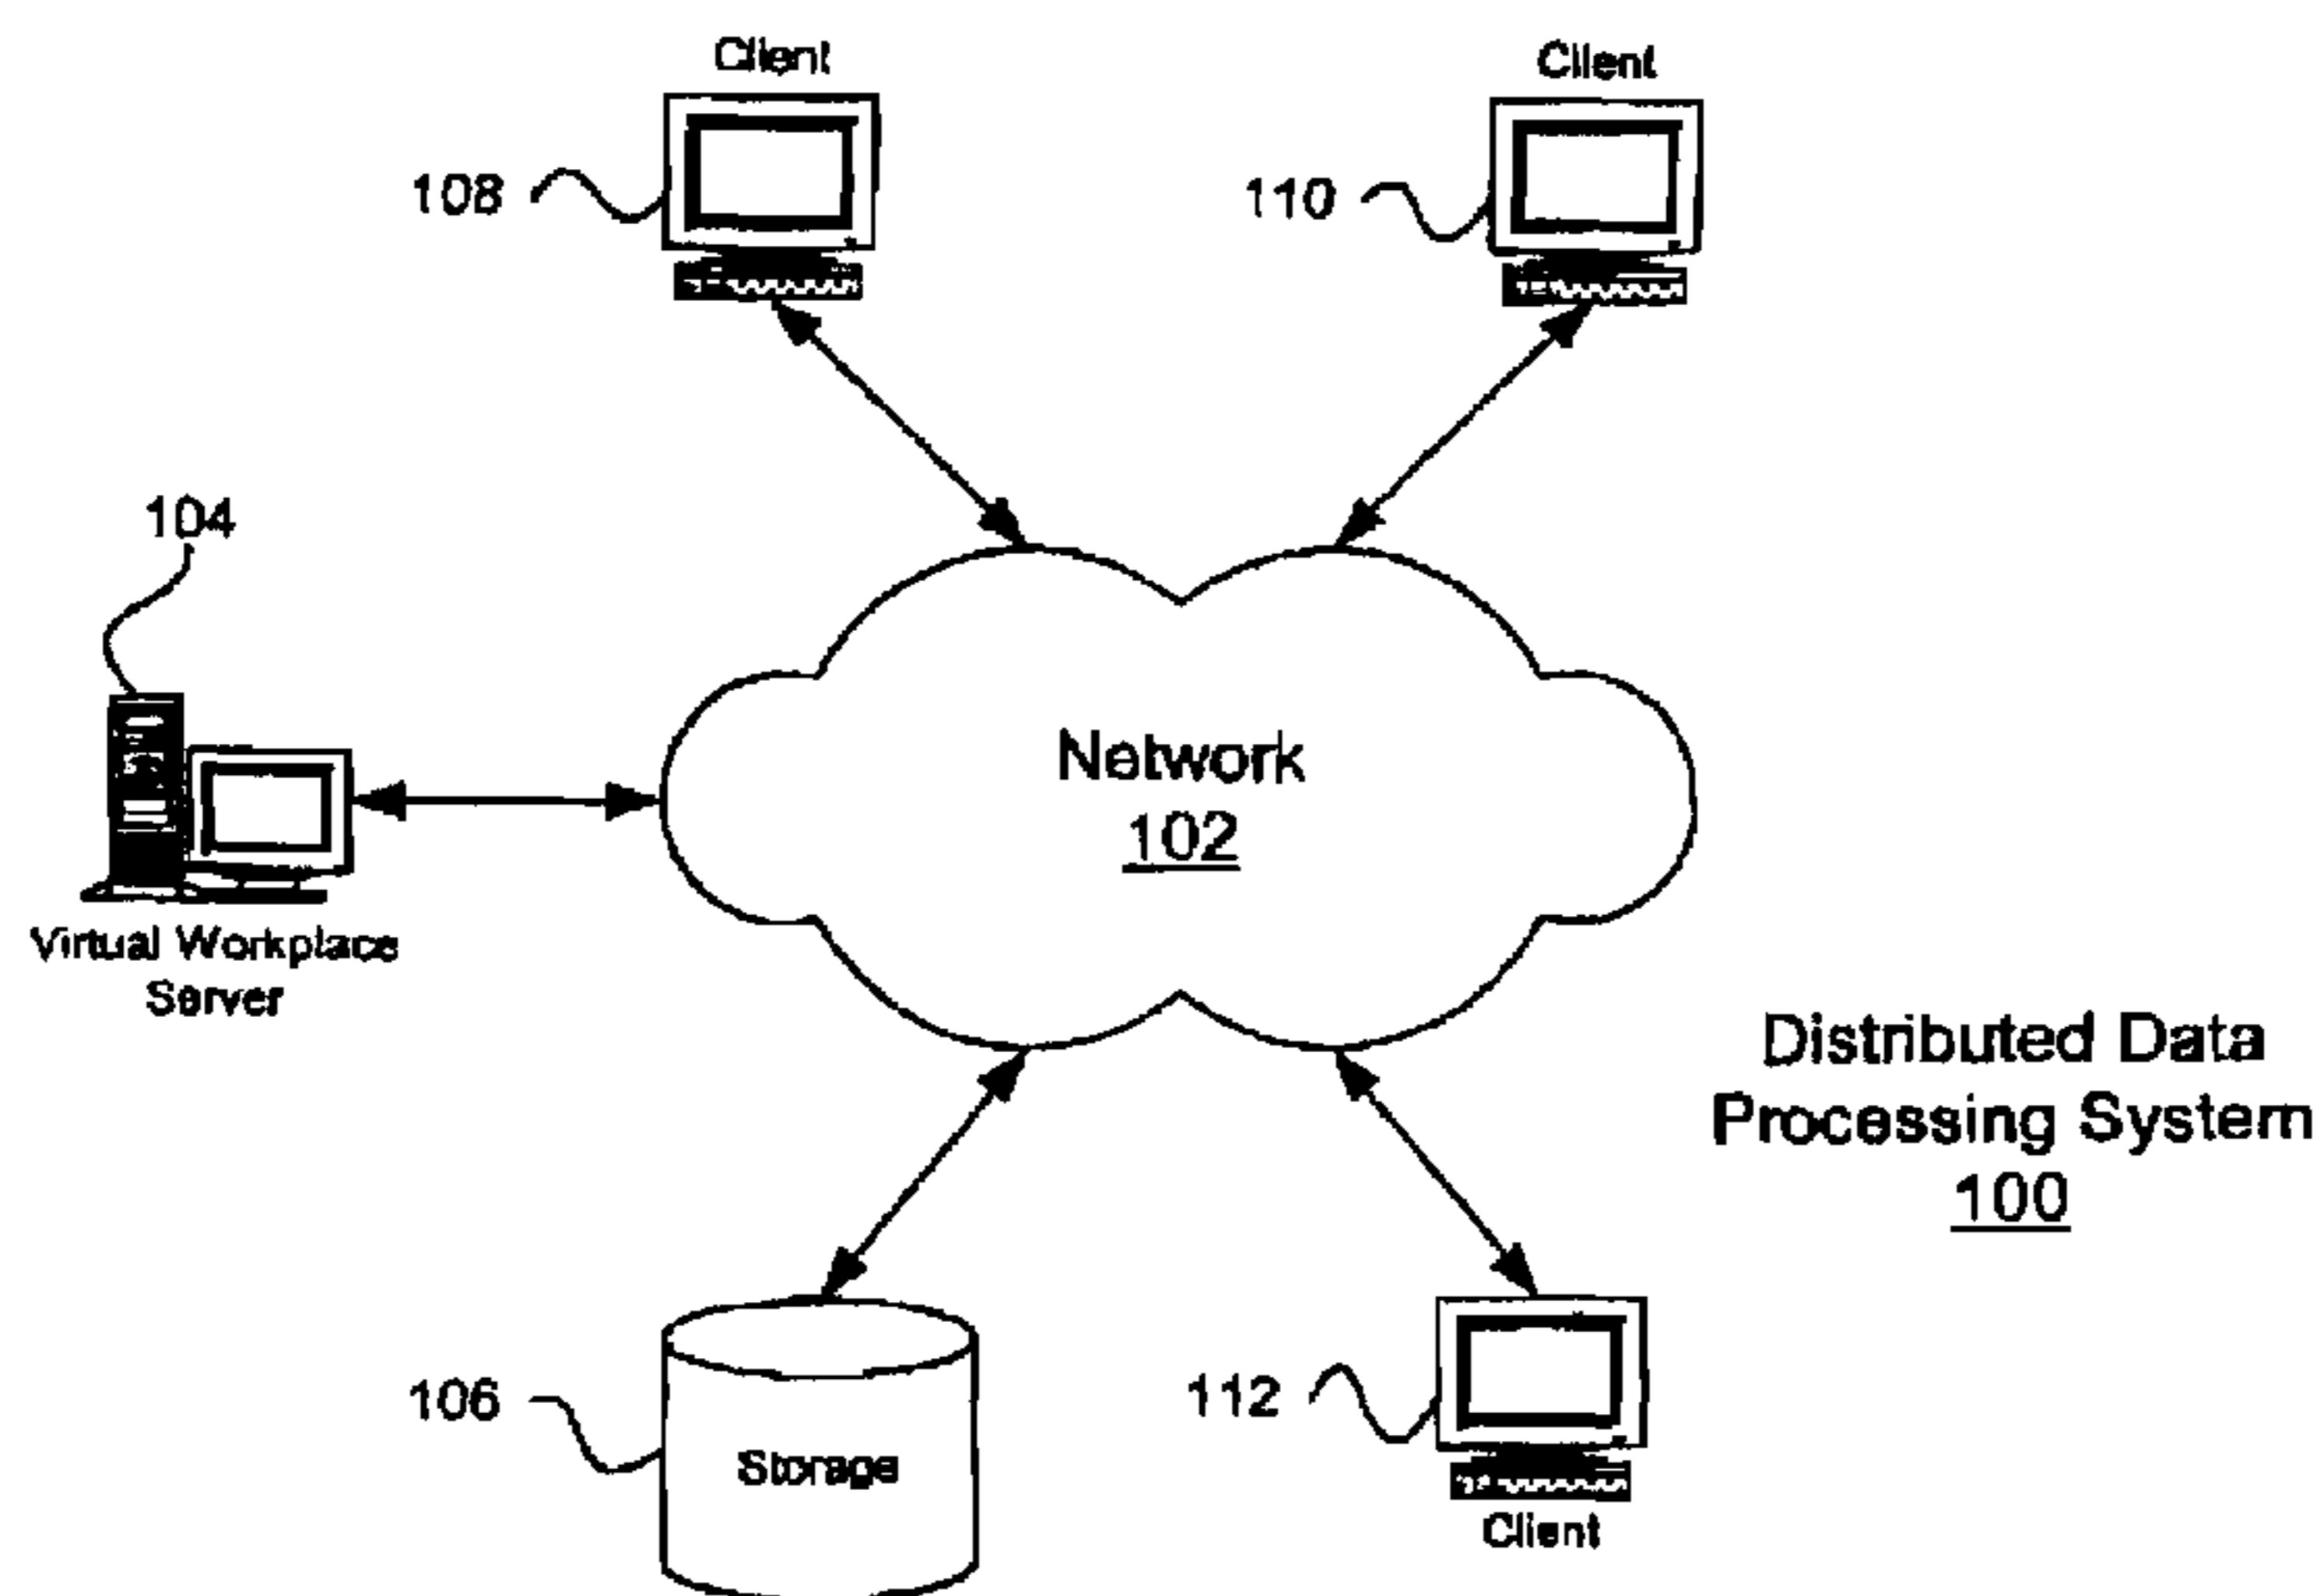 Client
Client
108
110
104
Network
102
Virtual Workplace
Server
Distributed Data
Processing System
100
106
Storage
112
Client